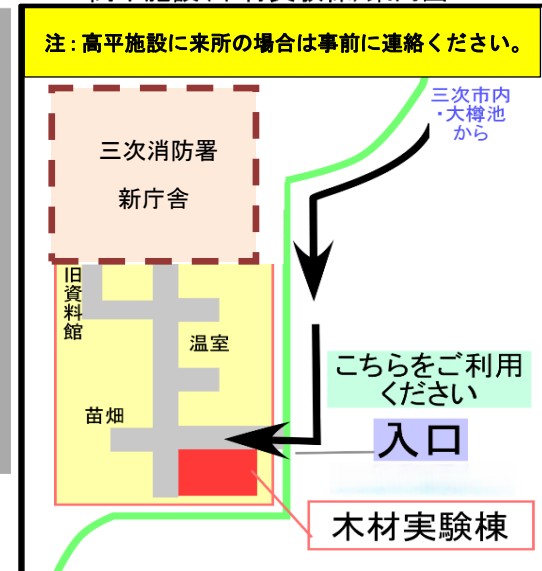 注：高平施設に来所の場合は事前に連絡ください。
三次市内
・大樽池
から
三次消防署
新庁舎
旧資料館
温室
こちらをご利用
ください
苗畑
入口
木材実験棟